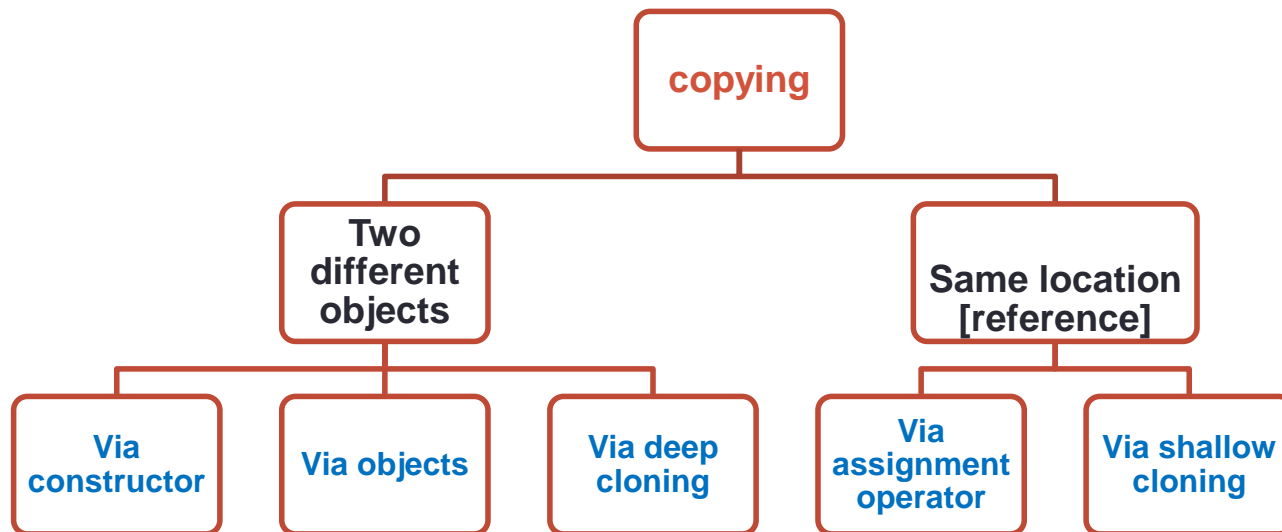 copying
Two
different
objects
Same location
[reference]
Via
constructor
Via objects
Via deep
cloning
Via
assignment
operator
Via shallow
cloning